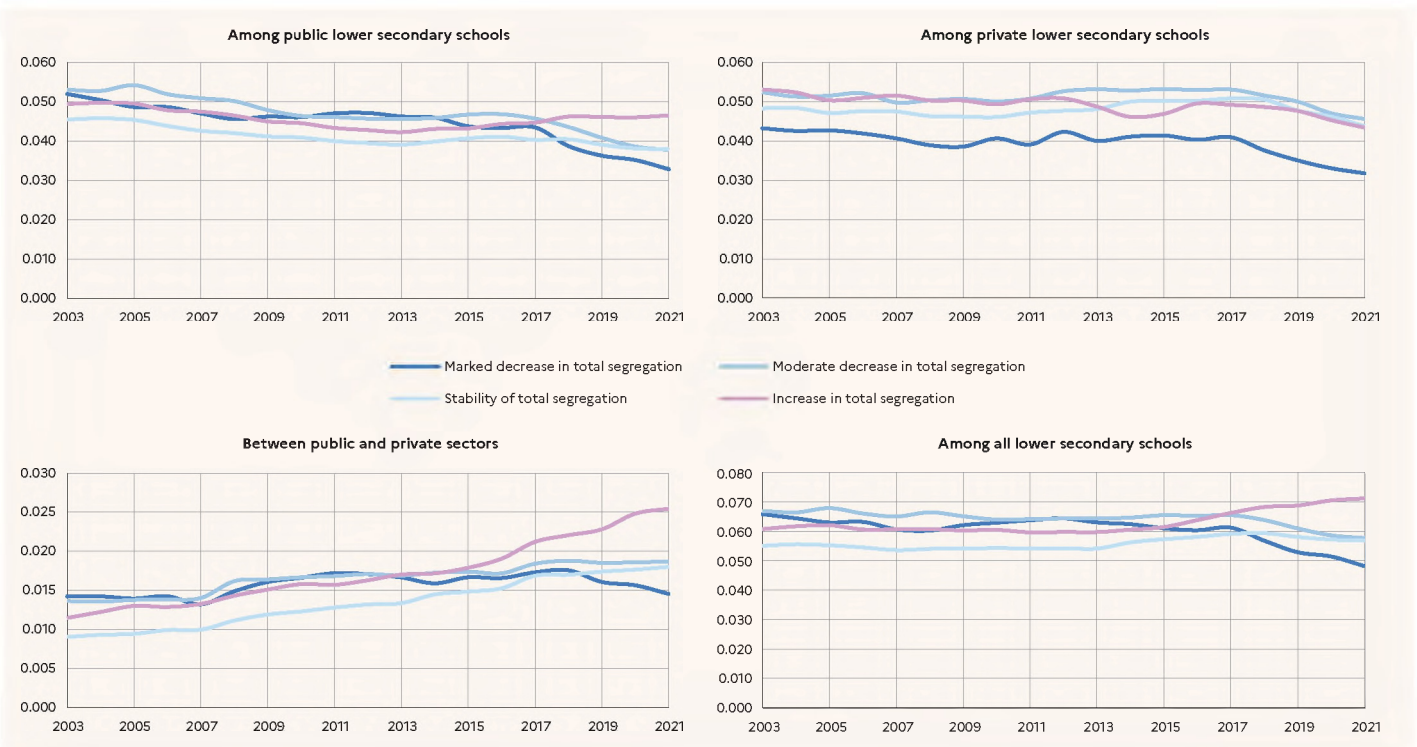 Among public lower secondary schools
0.060
0.050
0.040
0.030
0.020
0.010
0.000
2003 2005 2007 2009 2011 2013 2015 2017 2019 2021
Among private lower secondary schools
0.060
0.050
0.040
0.030
0.020
0.010
0.000
2003 2005 2007 2009 2011 2013 2015 2017 2019 2021
Marked decrease in total segregation
Moderate decrease in total segregation
Stability of total segregation
Increase in total segregation
Between public and private sectors
0.030
0.025
0.020
0.015
0.010
0.005
0.000
2003 2005 2007 2009 2011 2013 2015 2017 2019 2021
Among all lower secondary schools
0.080
0.070
0.060
0.050
0.040
0.030
0.020
0.010
0.000
2003 2005 2007 2009 2011 2013 2015 2017 2019 2021